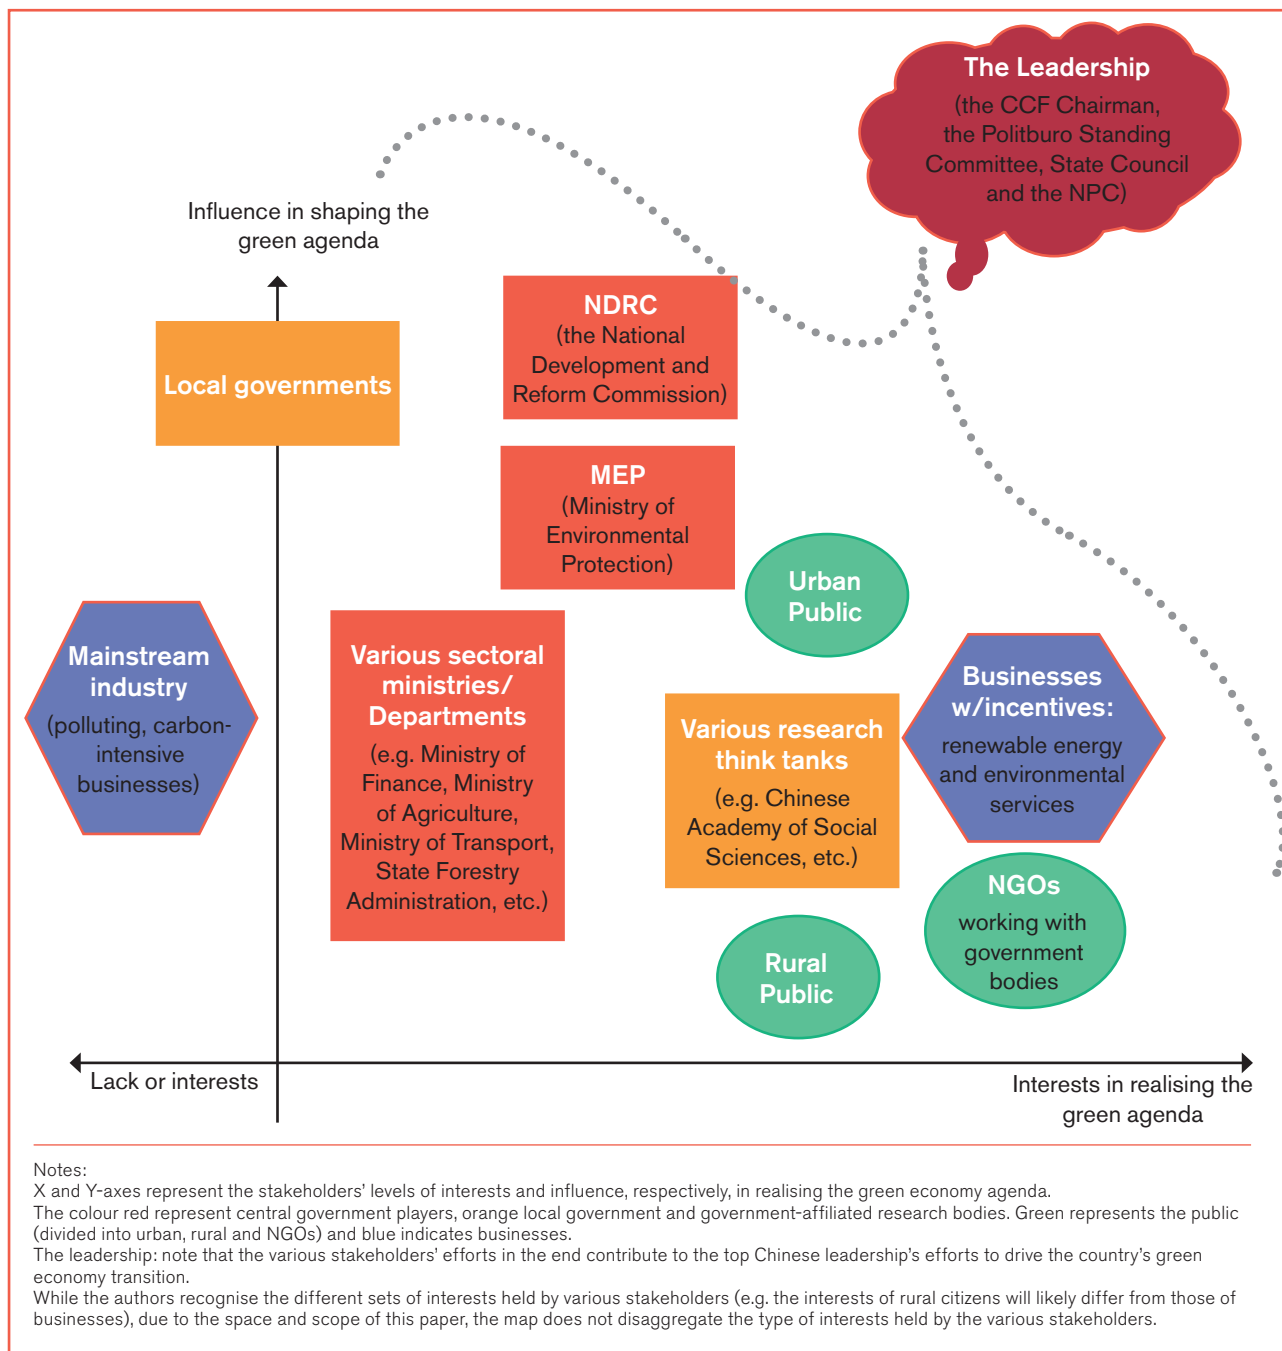 The Leadership
(the CCF Chairman,
the Politburo Standing
Committee, State Council
and the NPC)
Influence in shaping the
green agenda
NDRC
(the National
Development and
Reform Commission)
Local governments
MEP
(Ministry of
Environmental
Protection)
Urban
Public
Mainstream
industry
(polluting, carbon-
intensive
businesses)
Various sectoral
ministries/
Departments
(e.g. Ministry of
Finance, Ministry
of Agriculture,
Ministry of Transport,
State Forestry
Administration, etc.)
Various research
think tanks
(e.g. Chinese
Academy of Social
Sciences, etc.)
Businesses
w/incentives:
renewable energy
and environmental
services
NGOs
working with
government
bodies
Rural
Public
Lack or interests
Interests in realising the
green agenda
Notes:
X and Y-axes represent the stakeholders' levels of interests and influence, respectively, in realising the green economy agenda.
The colour red represent central government players, orange local government and government-affiliated research bodies. Green represents the public
(divided into urban, rural and NGOs) and blue indicates businesses.
The leadership: note that the various stakeholders' efforts in the end contribute to the top Chinese leadership's efforts to drive the country's green
economy transition.
While the authors recognise the different sets of interests held by various stakeholders (e.g. the interests of rural citizens will likely differ from those of
businesses), due to the space and scope of this paper, the map does not disaggregate the type of interests held by the various stakeholders.